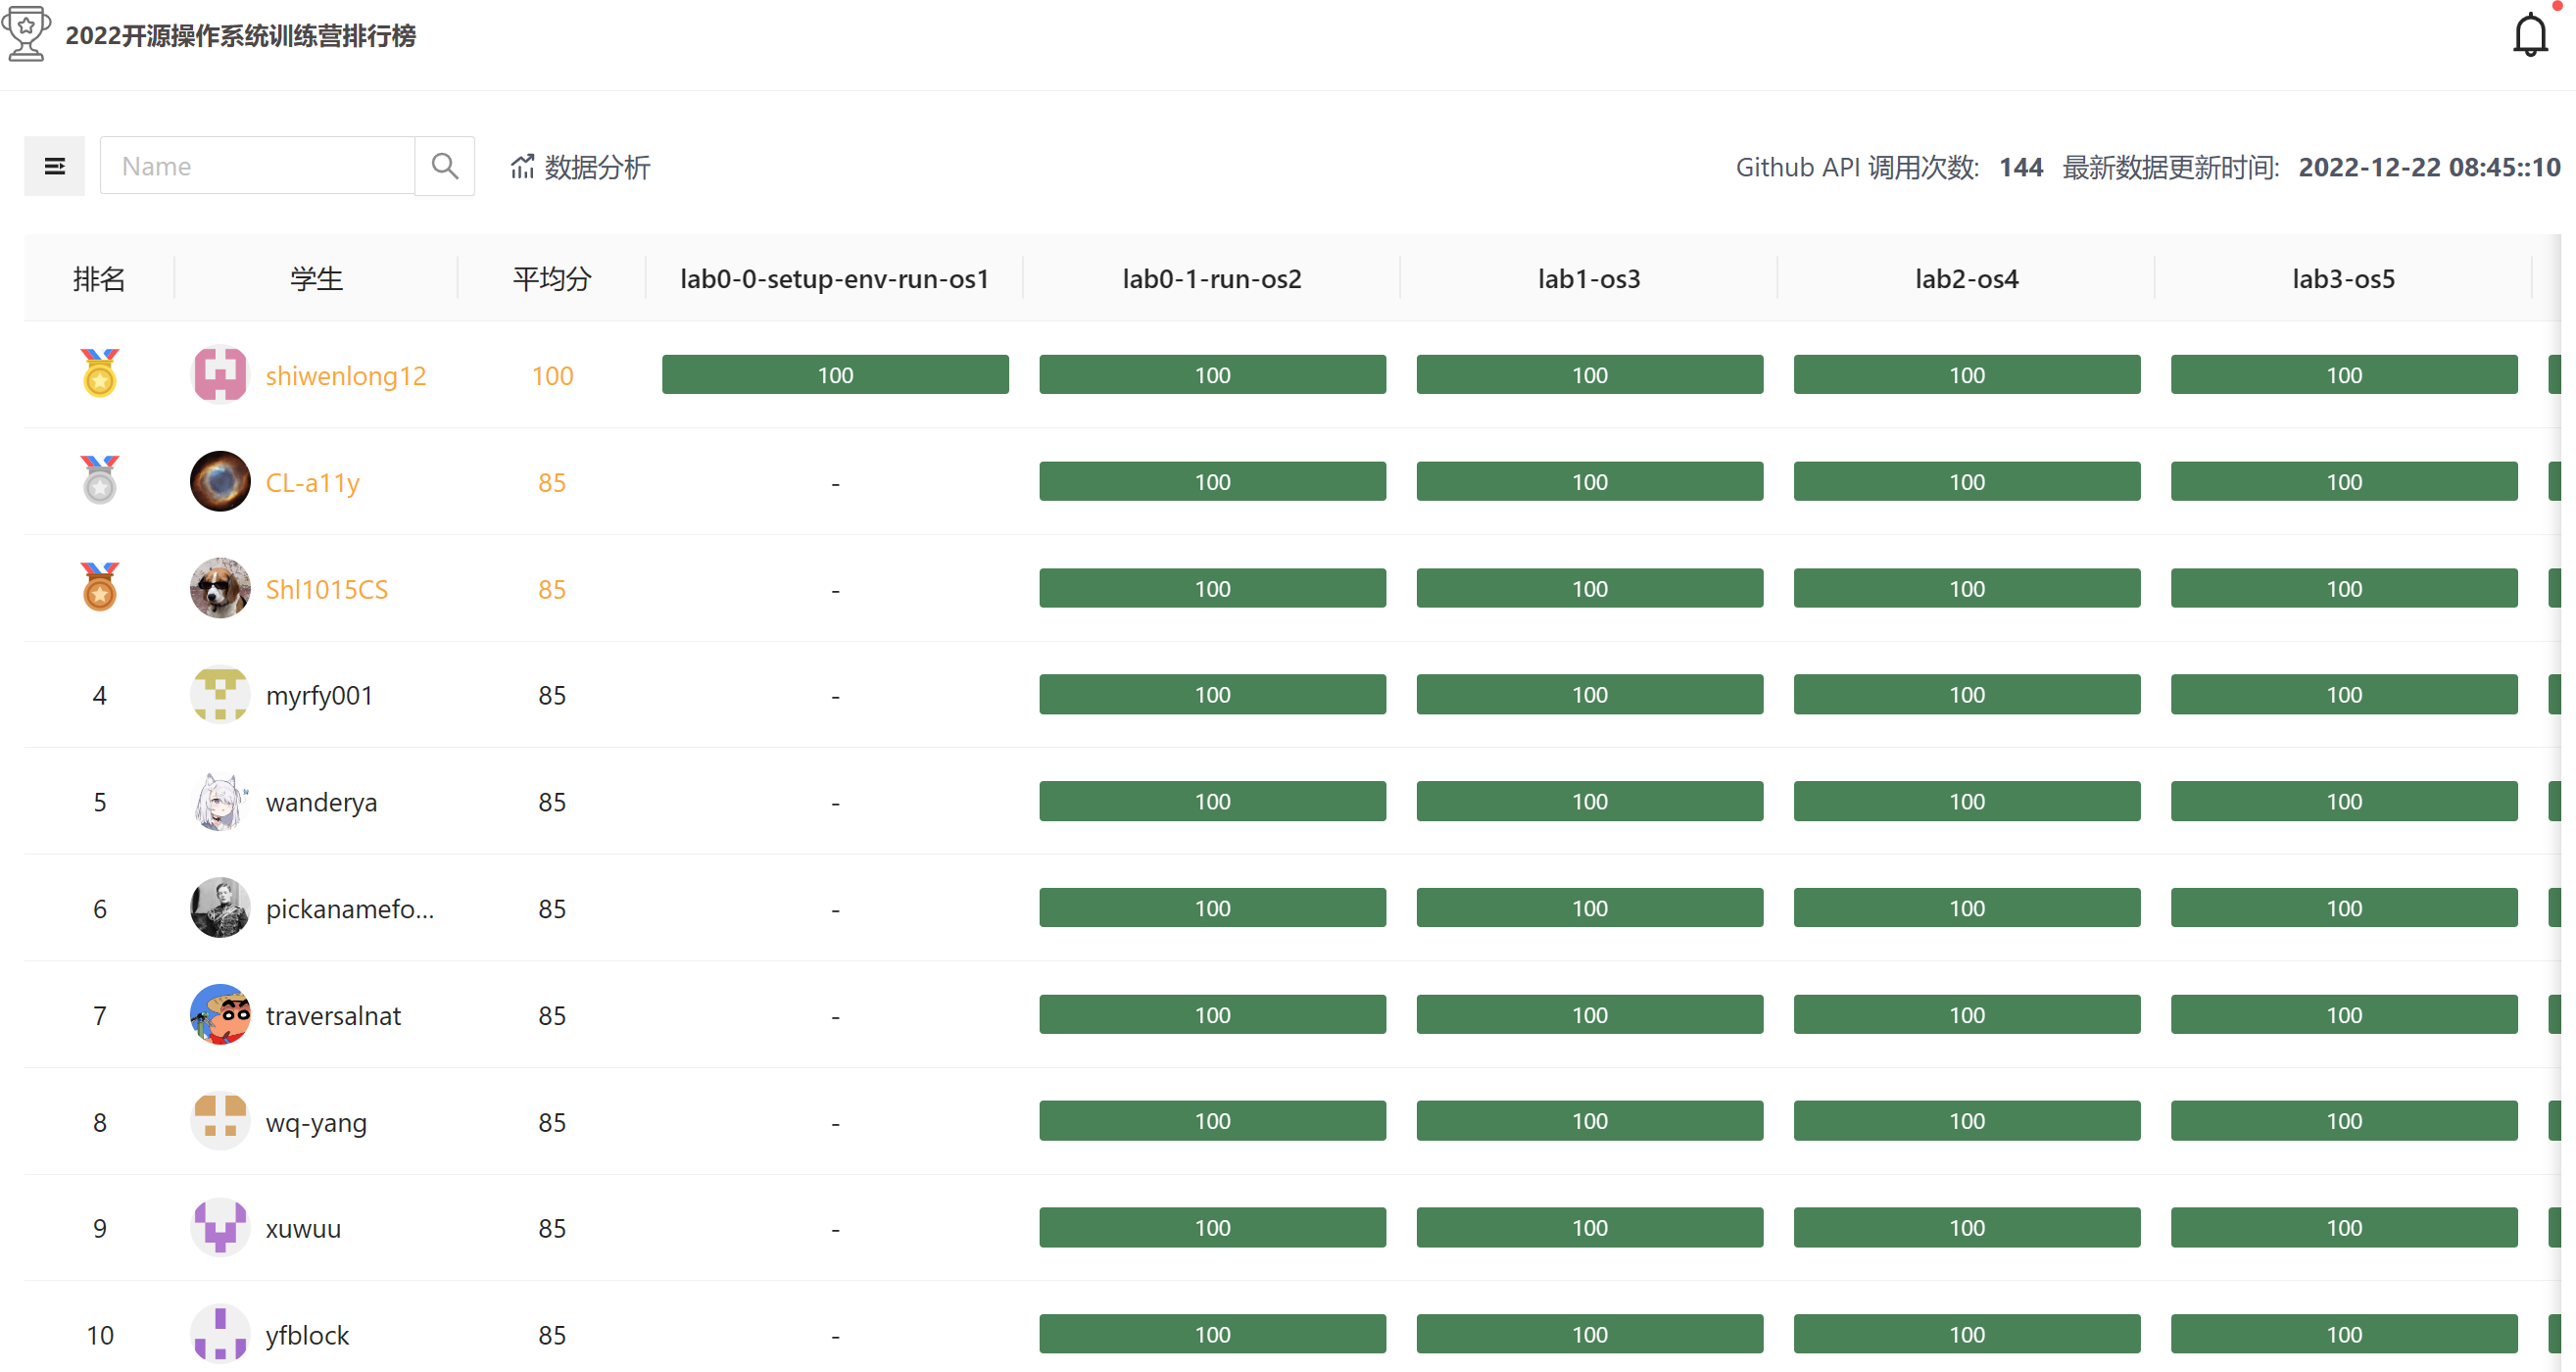 2022开源操作系统训练营排行榜
Name 数据分析 Github API 调用次数: 144 最新数据更新时间: 2022-12-22 08:45::10
排名 学生 平均分 lab0-0-setup-env-run-os1 lab0-1-run-os2 lab1-os3 lab2-os4 lab3-os5
shiwenlong12 100 100 100 100 100 100
CL-a11y 85 - 100 100 100 100
Shl1015CS 85 - 100 100 100 100
4 myrfy001 85 - 100 100 100 100
5 wanderya 85 - 100 100 100 100
6 pickanamefo... 85 - 100 100 100 100
7 traversalnat 85 - 100 100 100 100
8 wq-yang 85 - 100 100 100 100
9 xuwuu 85 - 100 100 100 100
10 yfblock 85 - 100 100 100 100